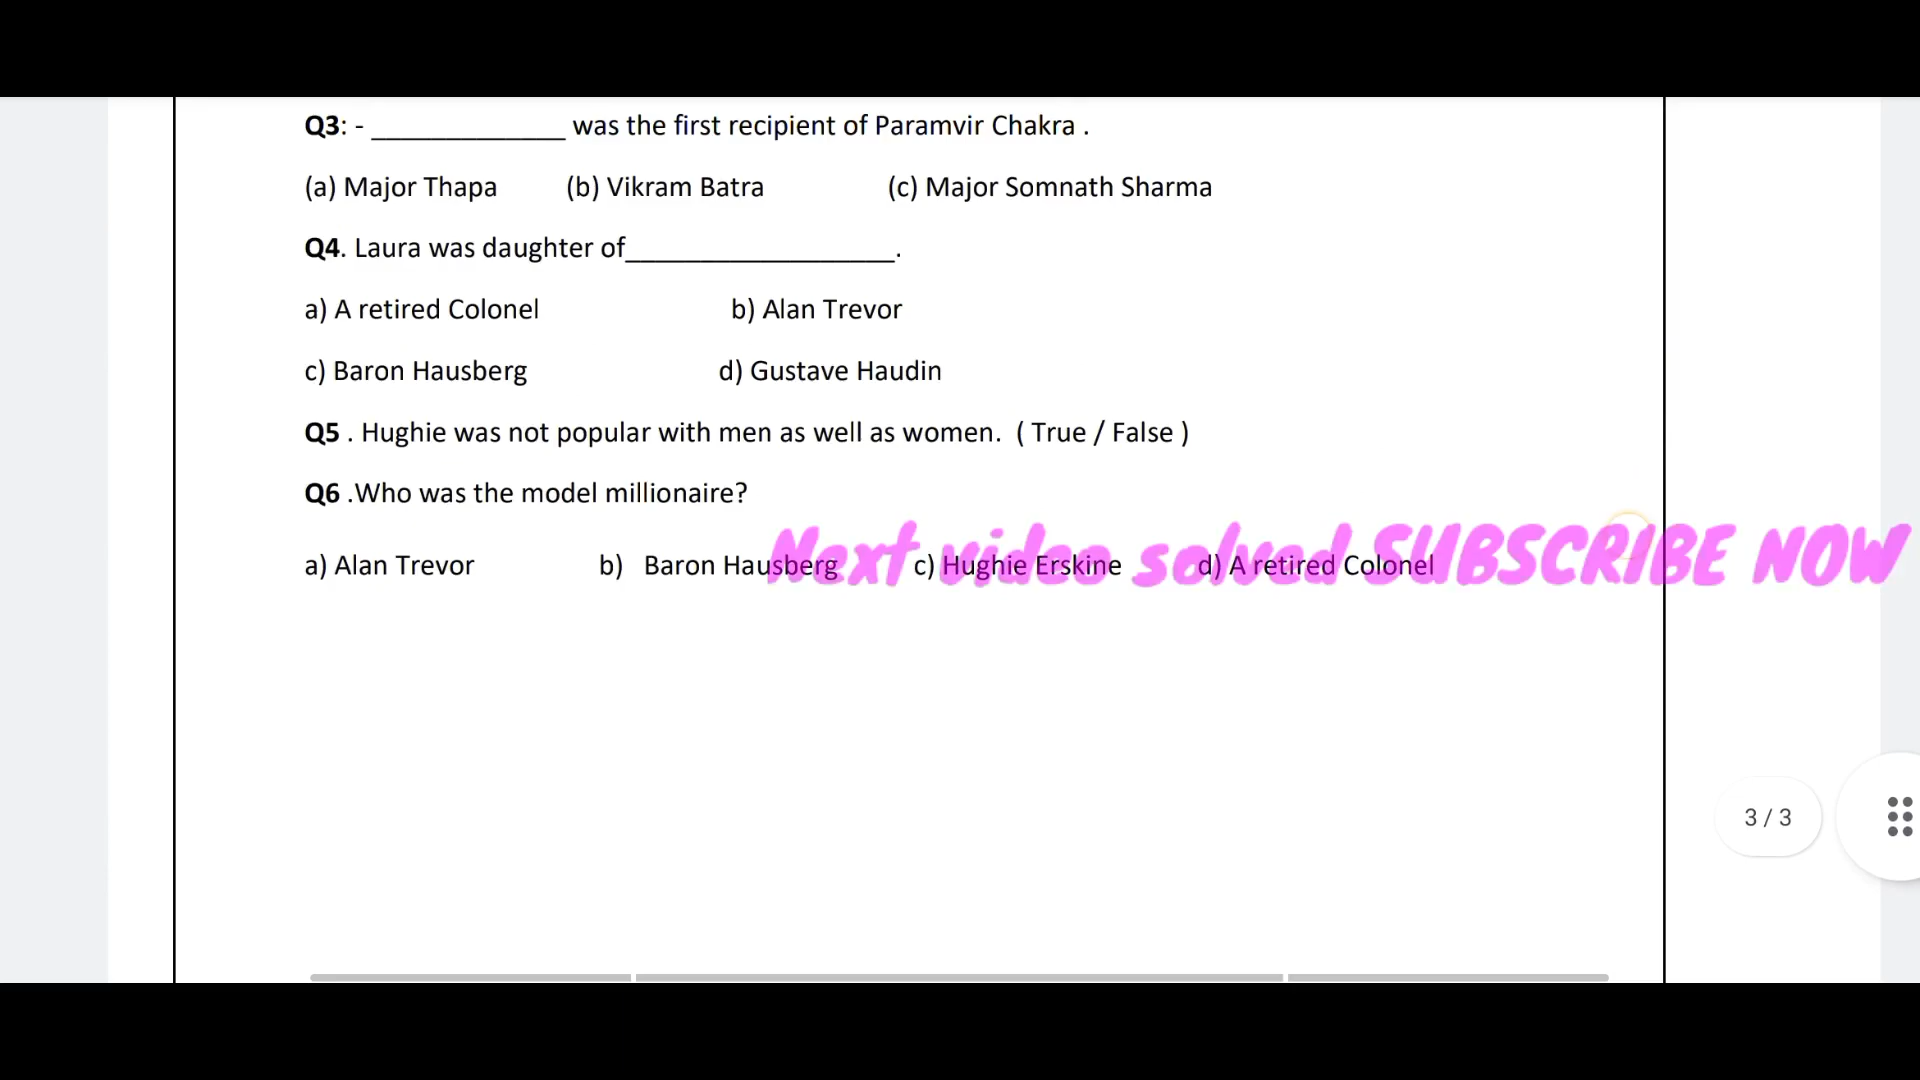 Q3: - _____________ was the first recipient of Paramvir Chakra .
(a) Major Thapa (b) Vikram Batra (c) Major Somnath Sharma
Q4. Laura was daughter of__________________.
a) A retired Colonel b) Alan Trevor
c) Baron Hausberg d) Gustave Haudin
Q5 . Hughie was not popular with men as well as women. ( True / False )
Q6 .Who was the model millionaire?
Next video solved SUBSCRIBE NOW
a) Alan Trevor b) Baron Hausberg c) Hughie Erskine d) A retired Colonel
3 / 3